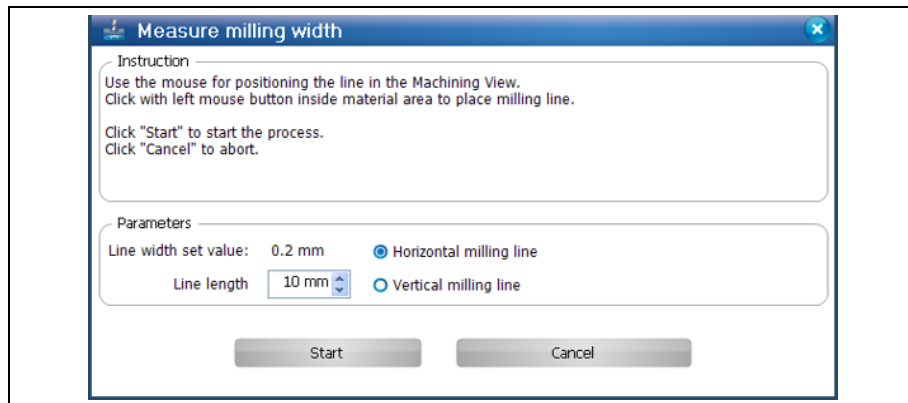 Measure milling width
Instruction
Use the mouse for positioning the line in the Machining View.
Click with left mouse button inside material area to place milling line.
Click "Start" to start the process.
Click "Cancel" to abort.
Parameters
Line width set value: 0.2 mm Horizontal milling line
Line length 10 mm Vertical milling line
Start Cancel